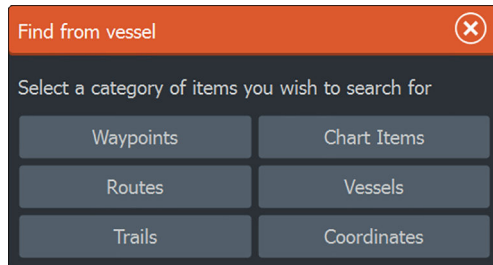 Find from vessel
Select a category of items you wish to search for
Waypoints
Chart Items
Routes
Vessels
Trails
Coordinates